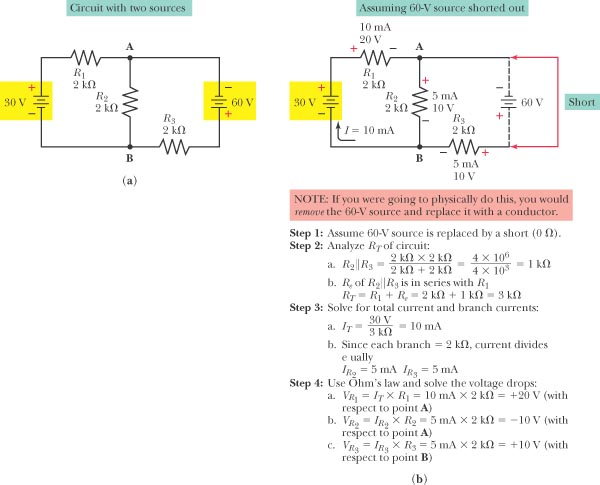 Circuit with two sources
A
R1
2 kΩ
R2
2 kΩ
+
30 V
−
−
60 V
+
R3
2 kΩ
B
(a)
Assuming 60-V source shorted out
10 mA
20 V
+ −
A
R1
2 kΩ
+
30 V
−
R2
2 kΩ
+
5 mA
10 V
−
−
60 V
+
Short
I = 10 mA
R3
2 kΩ
− +
B
5 mA
10 V
NOTE: If you were going to physically do this, you would
remove the 60-V source and replace it with a conductor.
Step 1: Assume 60-V source is replaced by a short (0 Ω).
Step 2: Analyze RT of circuit:
a. R2||R3 = 2 kΩ × 2 kΩ / 2 kΩ + 2 kΩ = 4 × 10⁶ / 4 × 10³ = 1 kΩ
b. Re of R2||R3 is in series with R1
RT = R1 + Re = 2 kΩ + 1 kΩ = 3 kΩ
Step 3: Solve for total current and branch currents:
a. IT = 30 V / 3 kΩ = 10 mA
b. Since each branch = 2 kΩ, current divides
e ually
IR2 = 5 mA IR3 = 5 mA
Step 4: Use Ohm's law and solve the voltage drops:
a. VR1 = IT × R1 = 10 mA × 2 kΩ = +20 V (with
respect to point A)
b. VR2 = IR2 × R2 = 5 mA × 2 kΩ = −10 V (with
respect to point A)
c. VR3 = IR3 × R3 = 5 mA × 2 kΩ = +10 V (with
respect to point B)
(b)